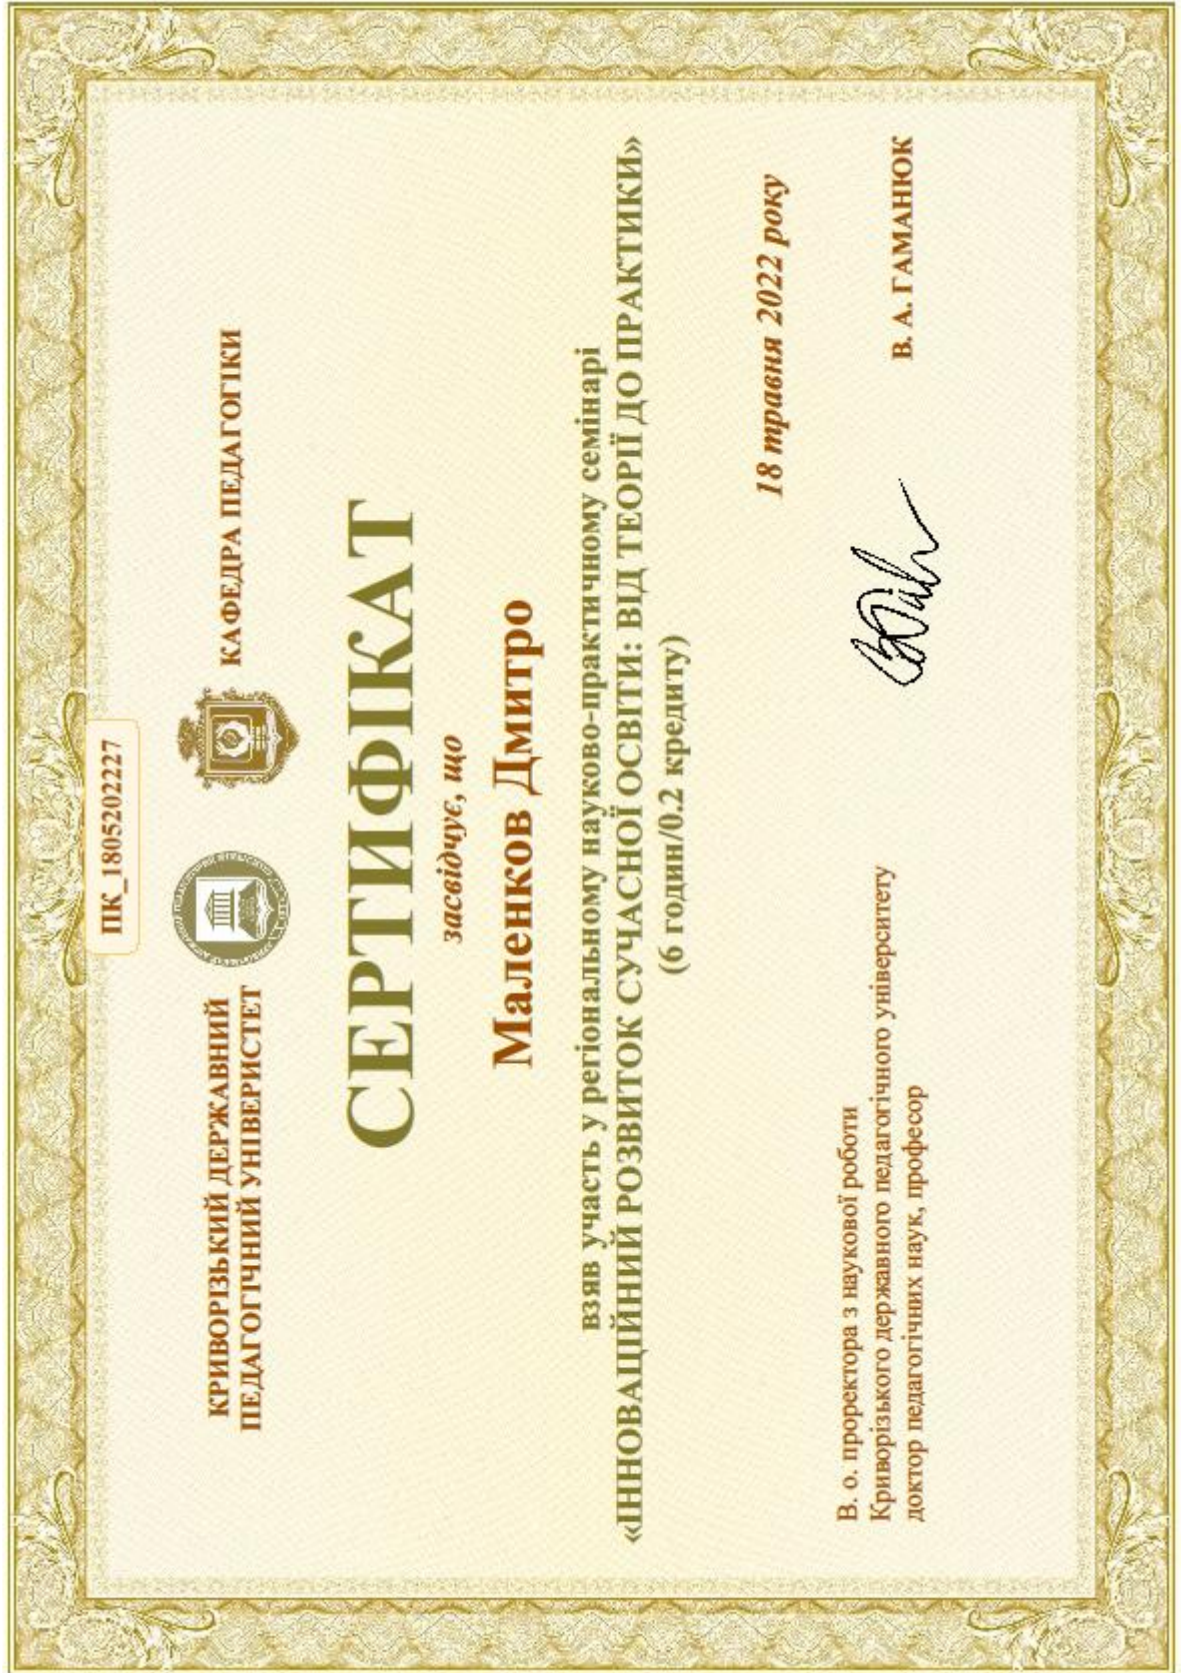 ПК_1805202227
КРИВОРІЗЬКИЙ ДЕРЖАВНИЙ
ПЕДАГОГІЧНИЙ УНІВЕРИСТЕТ
КАФЕДРА ПЕДАГОГІКИ
СЕРТИФІКАТ
засвідчує, що
Маленков Дмитро
взяв участь у регіональному науково-практичному семінарі
«ІННОВАЦІЙНИЙ РОЗВИТОК СУЧАСНОЇ ОСВІТИ: ВІД ТЕОРІЇ ДО ПРАКТИКИ»
(6 годин/0.2 кредиту)
18 травня 2022 року
В. о. проректора з наукової роботи
Криворізького державного педагогічного університету
доктор педагогічних наук, професор
В. А. ГАМАНЮК